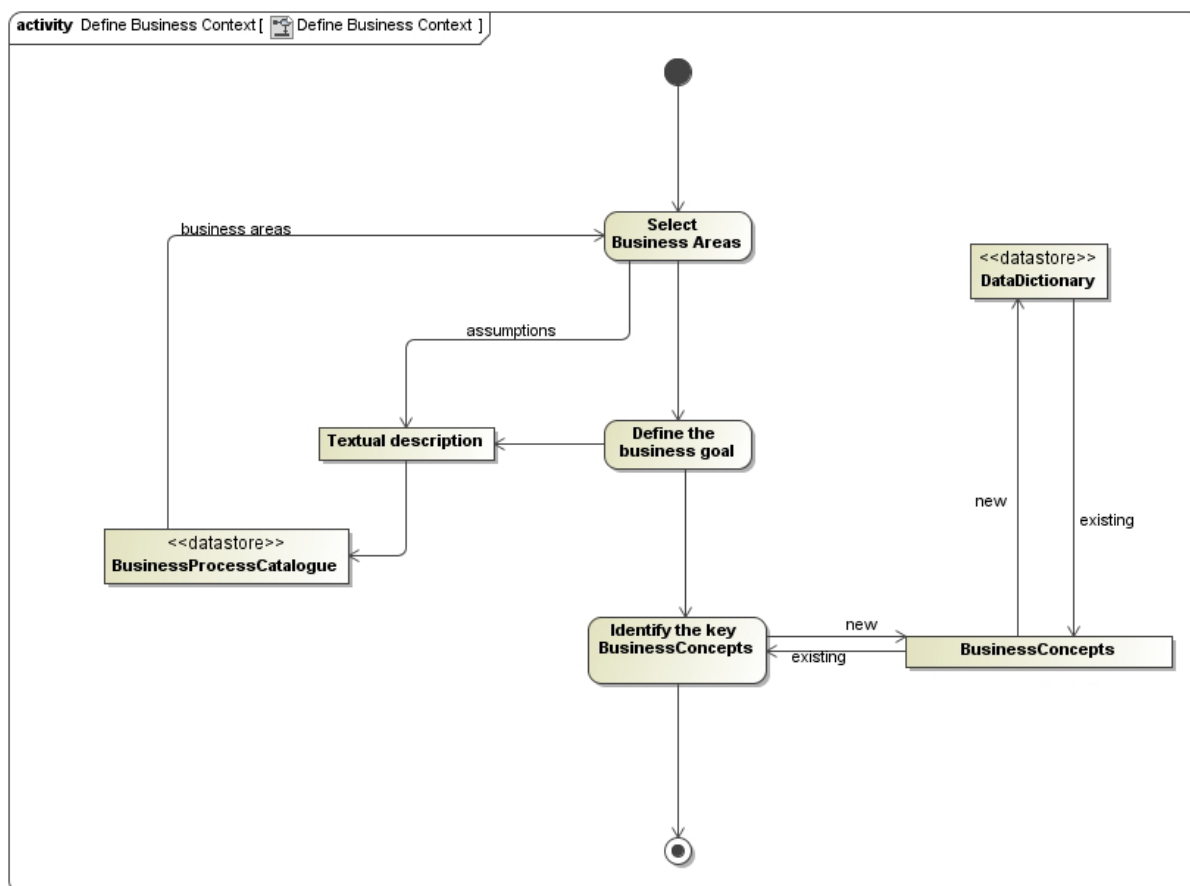 activity Define Business Context [ Define Business Context ]
Select
Business Areas
business areas
<<datastore>>
DataDictionary
assumptions
Textual description
Define the
business goal
new
existing
<<datastore>>
BusinessProcessCatalogue
Identify the key
BusinessConcepts
new
existing
BusinessConcepts